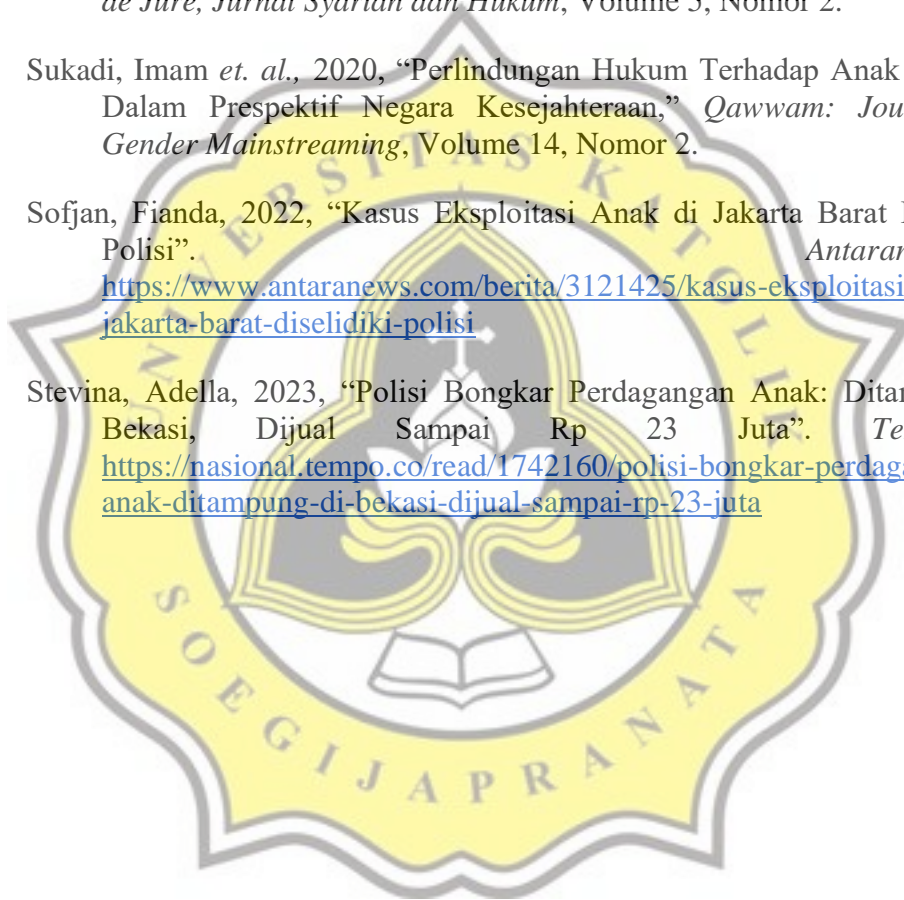 de Jure, Jurnal Syariah dan Hukum, Volume 5, Nomor 2.
Sukadi, Imam et. al., 2020, “Perlindungan Hukum Terhadap Anak
Dalam Prespektif Negara Kesejahteraan,” Qawwam: Jou
Gender Mainstreaming, Volume 14, Nomor 2.
Sofjan, Fianda, 2022, “Kasus Eksploitasi Anak di Jakarta Barat
Polisi”. Antaran
https://www.antaranews.com/berita/3121425/kasus-eksploitasi
jakarta-barat-diselidiki-polisi
Stevina, Adella, 2023, “Polisi Bongkar Perdagangan Anak: Ditam
Bekasi, Dijual Sampai Rp 23 Juta”. Te
https://nasional.tempo.co/read/1742160/polisi-bongkar-perdaga
anak-ditampung-di-bekasi-dijual-sampai-rp-23-juta
UNIVERSITAS KATOLIK
SOEGIJAPRANATA